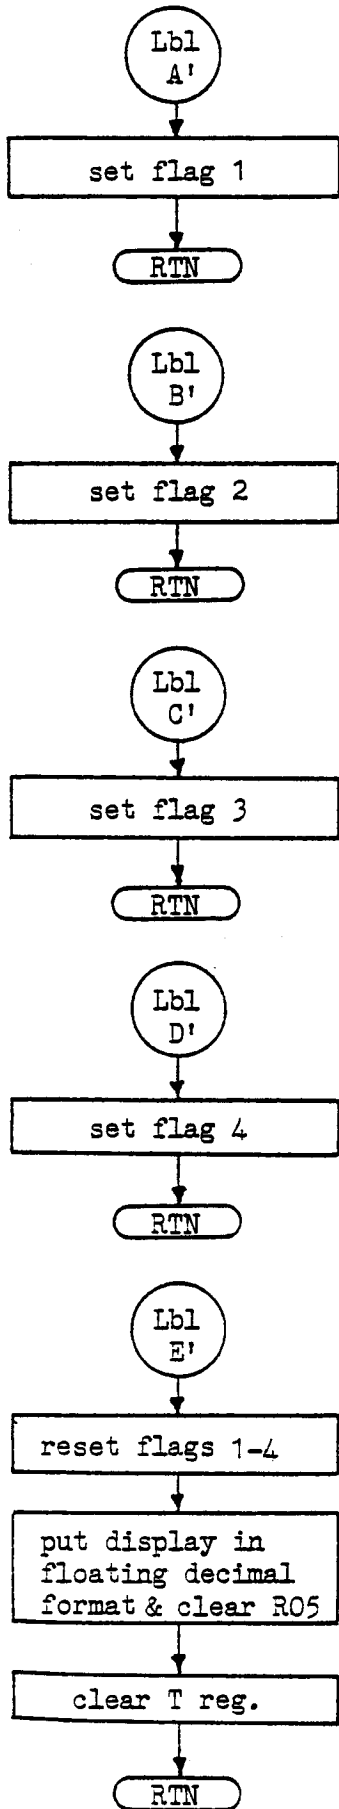 Lbl
A'
set flag 1
RTN
Lbl
B'
set flag 2
RTN
Lbl
C'
set flag 3
RTN
Lbl
D'
set flag 4
RTN
Lbl
E'
reset flags 1-4
put display in
floating decimal
format & clear R05
clear T reg.
RTN